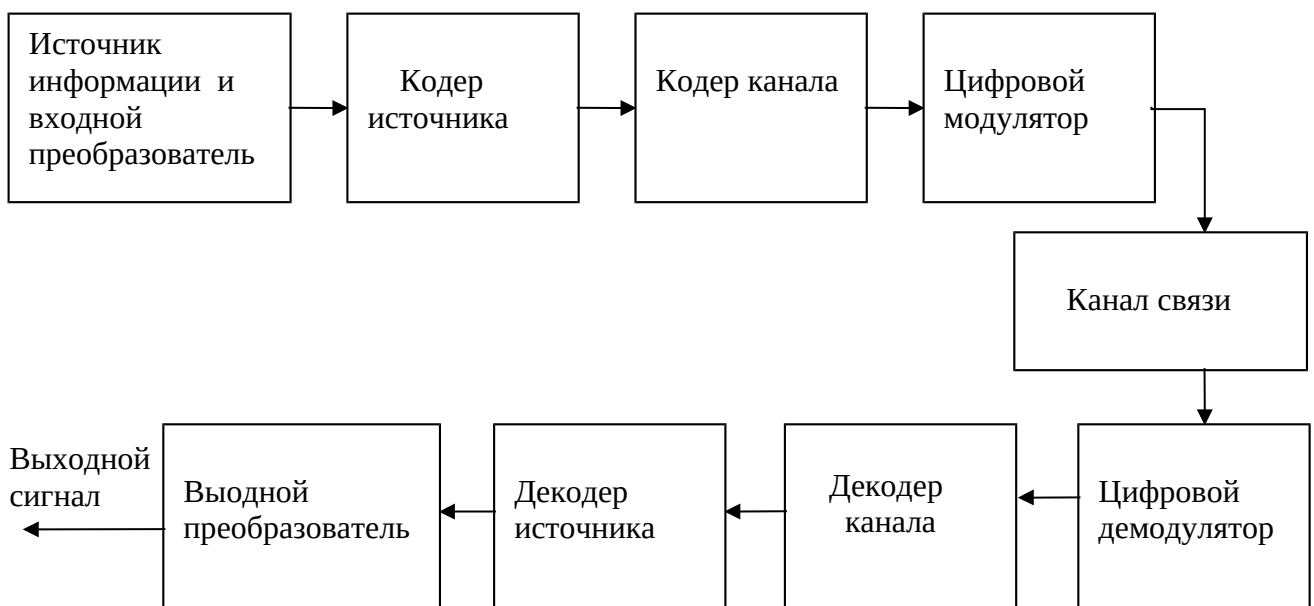 Источник
информации и
входной
преобразователь
Кодер
источника
Кодер канала
Цифровой
модулятор
Канал связи
Выходной
сигнал
Выодной
преобразователь
Декодер
источника
Декодер
канала
Цифровой
демодулятор